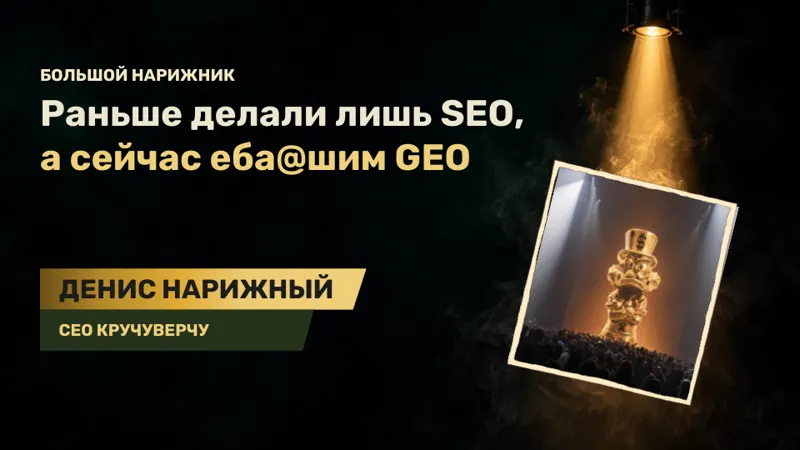 БОЛЬШОЙ НАРИЖНИК
Раньше делали лишь SEO,
а сейчас еба@шим GEO
ДЕНИС НАРИЖНЫЙ
СЕО КРУЧУВЕРЧУ